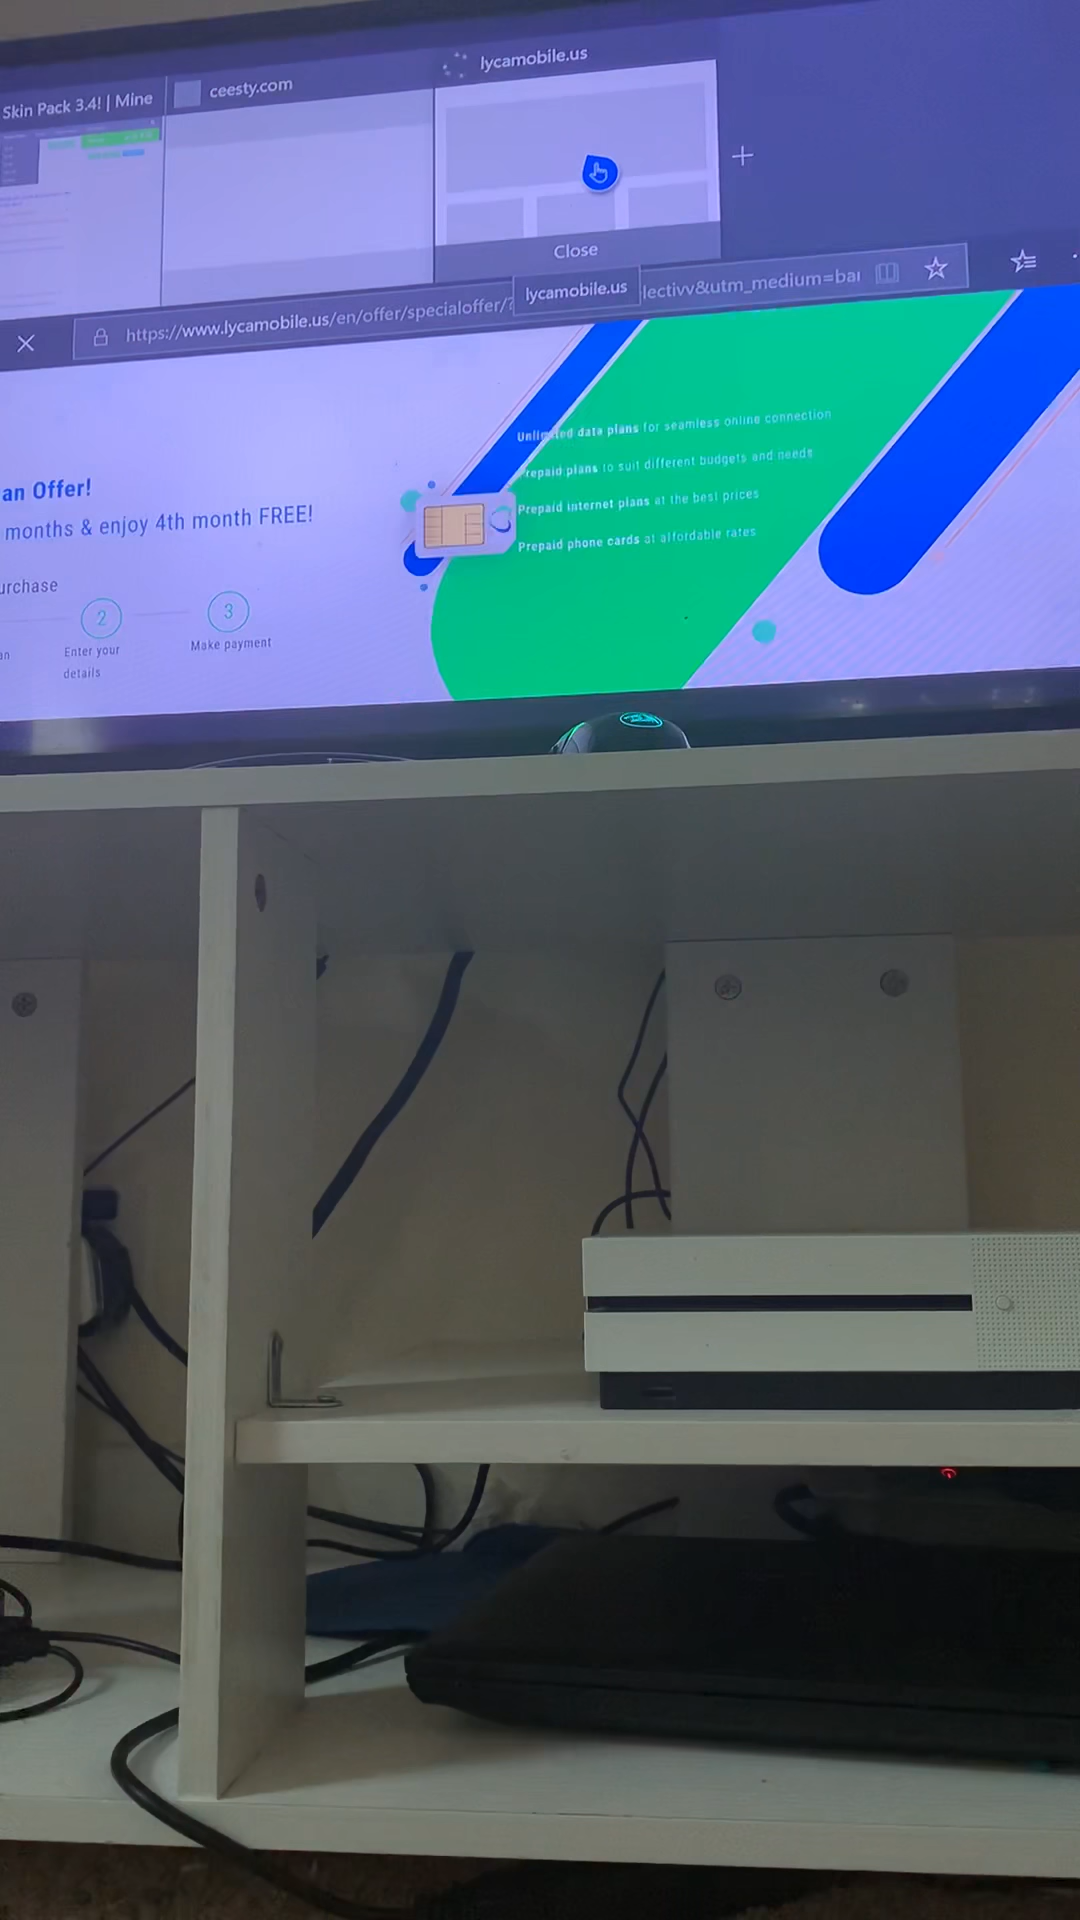 Skin Pack 3.4! | Mine
ceesty.com
lycamobile.us
Close
lycamobile.us
https://www.lycamobile.us/en/offer/specialoffer/?
lectivv&utm_medium=bai
Unlimited data plans for seamless online connection
Prepaid plans to suit different budgets and needs
Prepaid internet plans at the best prices
Prepaid phone cards at affordable rates
an Offer!
months & enjoy 4th month FREE!
urchase
2
3
an
Enter your
details
Make payment